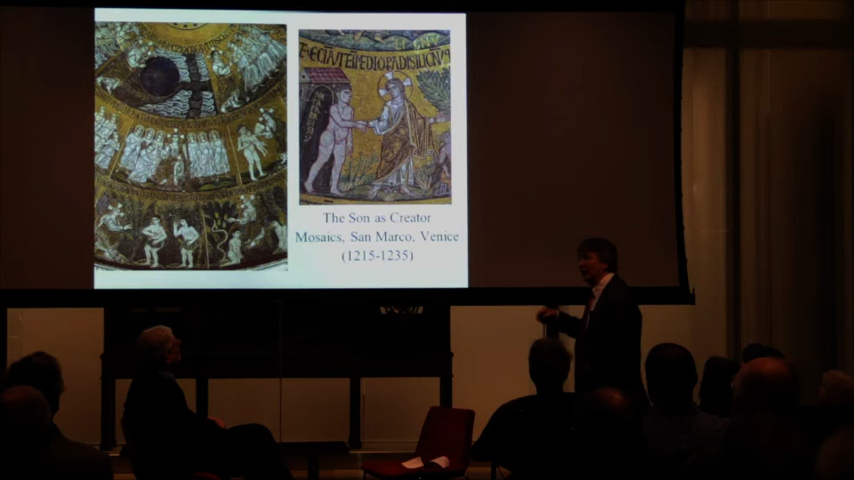 The Son as Creator
Mosaics, San Marco, Venice
(1215-1235)